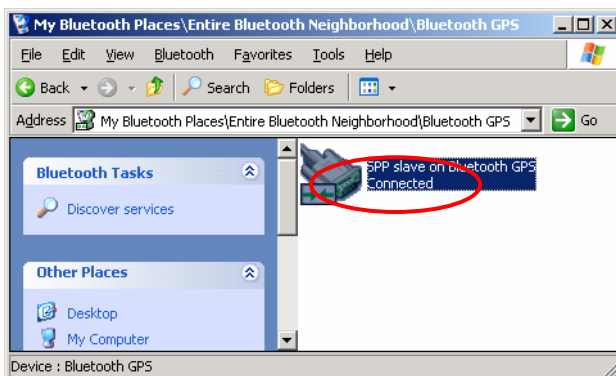 My Bluetooth Places\Entire Bluetooth Neighborhood\Bluetooth GPS
File Edit View Bluetooth Favorites Tools Help
Back Search Folders
Address My Bluetooth Places\Entire Bluetooth Neighborhood\Bluetooth GPS Go
Bluetooth Tasks
Discover services
Other Places
Desktop
My Computer
SPP slave on Bluetooth GPS
Connected
Device : Bluetooth GPS